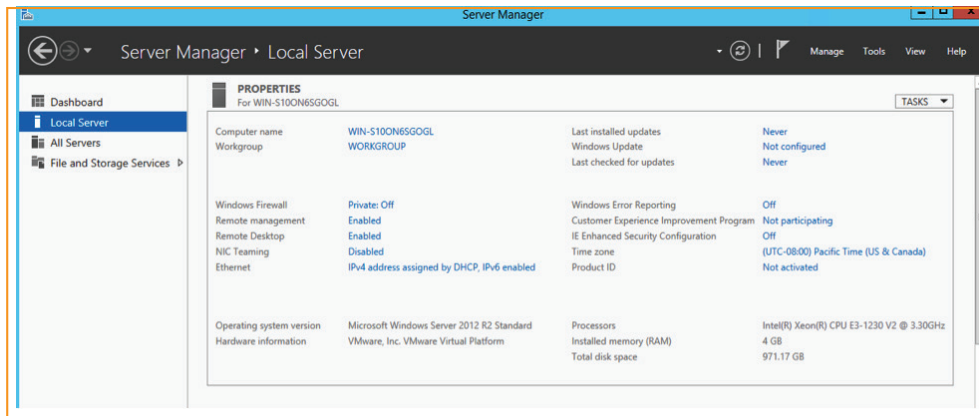 Server Manager
Server Manager ‣ Local Server
Manage Tools View Help
Dashboard
Local Server
All Servers
File and Storage Services
PROPERTIES
For WIN-S10ON6SGOGL
TASKS
Computer name WIN-S10ON6SGOGL
Workgroup WORKGROUP
Last installed updates Never
Windows Update Not configured
Last checked for updates Never
Windows Firewall Private: Off
Remote management Enabled
Remote Desktop Enabled
NIC Teaming Disabled
Ethernet IPv4 address assigned by DHCP, IPv6 enabled
Windows Error Reporting Off
Customer Experience Improvement Program Not participating
IE Enhanced Security Configuration Off
Time zone (UTC-08:00) Pacific Time (US & Canada)
Product ID Not activated
Operating system version Microsoft Windows Server 2012 R2 Standard
Hardware information VMware, Inc. VMware Virtual Platform
Processors Intel(R) Xeon(R) CPU E3-1230 V2 @ 3.30GHz
Installed memory (RAM) 4 GB
Total disk space 971.17 GB